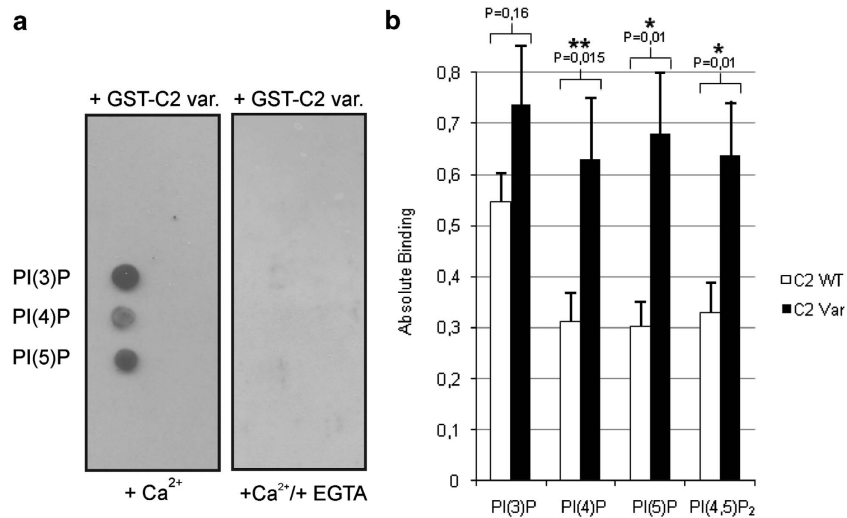 a
+ GST-C2 var.
+ GST-C2 var.
PI(3)P
PI(4)P
PI(5)P
+ Ca²⁺
+Ca²⁺/+ EGTA
b
P=0,16
**
P=0,015
*
P=0,01
*
P=0,01
0,8
0,7
0,6
0,5
0,4
0,3
0,2
0,1
0
Absolute Binding
PI(3)P PI(4)P PI(5)P PI(4,5)P₂
C2 WT
C2 Var